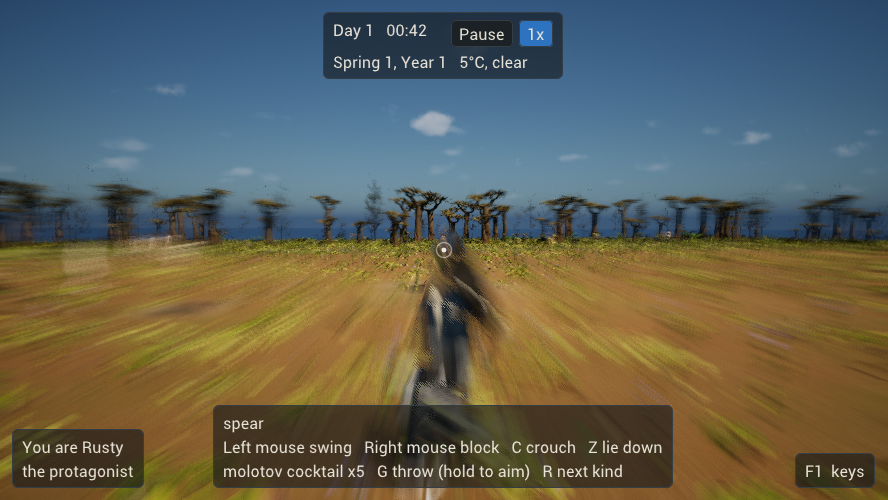 Day 1 00:42 Pause 1x
Spring 1, Year 1 5°C, clear
You are Rusty
the protagonist
spear
Left mouse swing Right mouse block C crouch Z lie down
molotov cocktail x5 G throw (hold to aim) R next kind
F1 keys